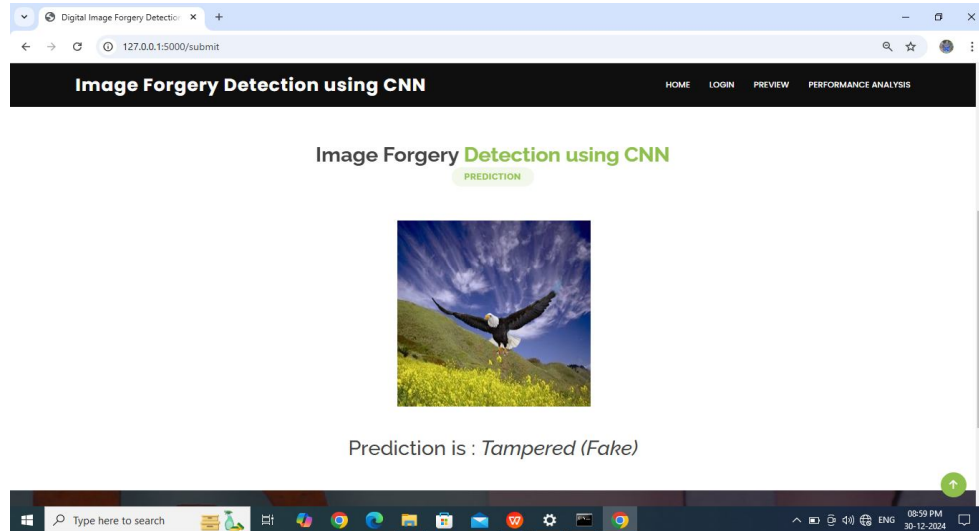 Digital Image Forgery Detection
127.0.0.1:5000/submit
Image Forgery Detection using CNN
HOME LOGIN PREVIEW PERFORMANCE ANALYSIS
Image Forgery Detection using CNN
PREDICTION
Prediction is : Tampered (Fake)
Type here to search
ENG
08:59 PM
30-12-2024